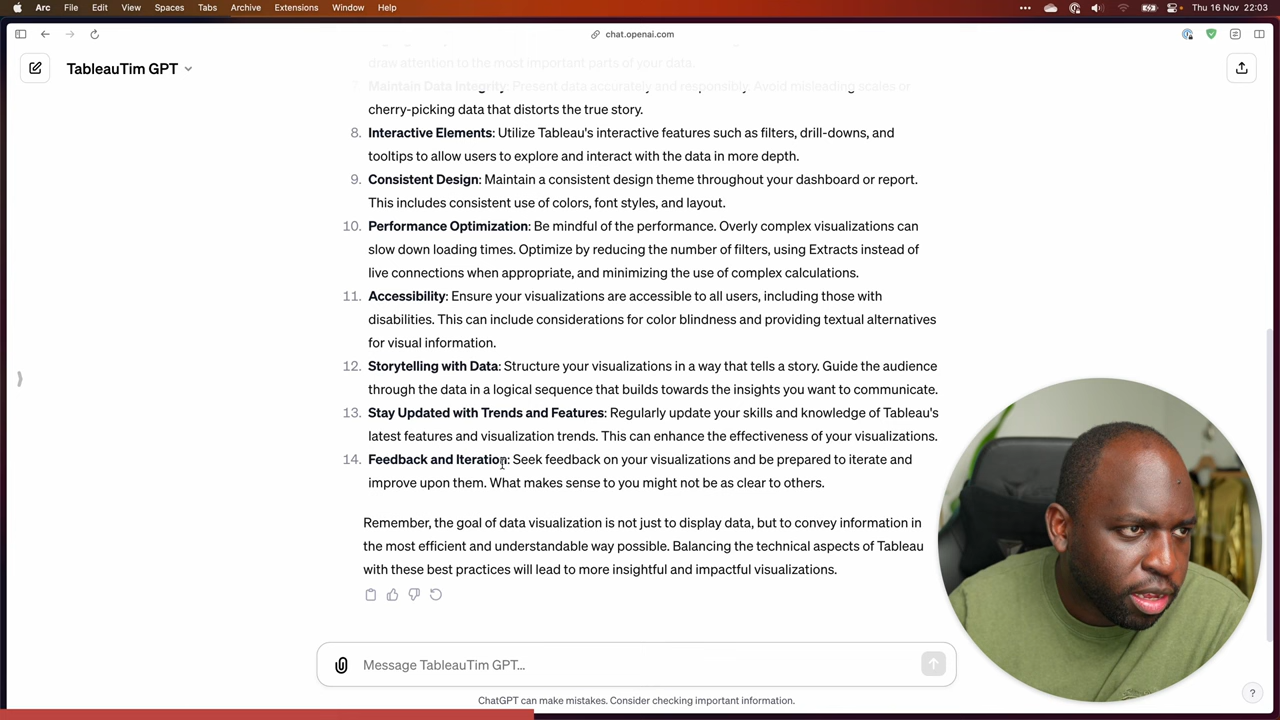 Arc File Edit View Spaces Tabs Archive Extensions Window Help Thu 16 Nov 22:03
chat.openai.com
TableauTim GPT
draw attention to the most important parts of your data.
7. Maintain Data Integrity: Present data accurately and responsibly. Avoid misleading scales or
cherry-picking data that distorts the true story.
8. Interactive Elements: Utilize Tableau's interactive features such as filters, drill-downs, and
tooltips to allow users to explore and interact with the data in more depth.
9. Consistent Design: Maintain a consistent design theme throughout your dashboard or report.
This includes consistent use of colors, font styles, and layout.
10. Performance Optimization: Be mindful of the performance. Overly complex visualizations can
slow down loading times. Optimize by reducing the number of filters, using Extracts instead of
live connections when appropriate, and minimizing the use of complex calculations.
11. Accessibility: Ensure your visualizations are accessible to all users, including those with
disabilities. This can include considerations for color blindness and providing textual alternatives
for visual information.
12. Storytelling with Data: Structure your visualizations in a way that tells a story. Guide the audience
through the data in a logical sequence that builds towards the insights you want to communicate.
13. Stay Updated with Trends and Features: Regularly update your skills and knowledge of Tableau's
latest features and visualization trends. This can enhance the effectiveness of your visualizations.
14. Feedback and Iteration: Seek feedback on your visualizations and be prepared to iterate and
improve upon them. What makes sense to you might not be as clear to others.
Remember, the goal of data visualization is not just to display data, but to convey information in
the most efficient and understandable way possible. Balancing the technical aspects of Tableau
with these best practices will lead to more insightful and impactful visualizations.
Message TableauTim GPT...
ChatGPT can make mistakes. Consider checking important information.
?